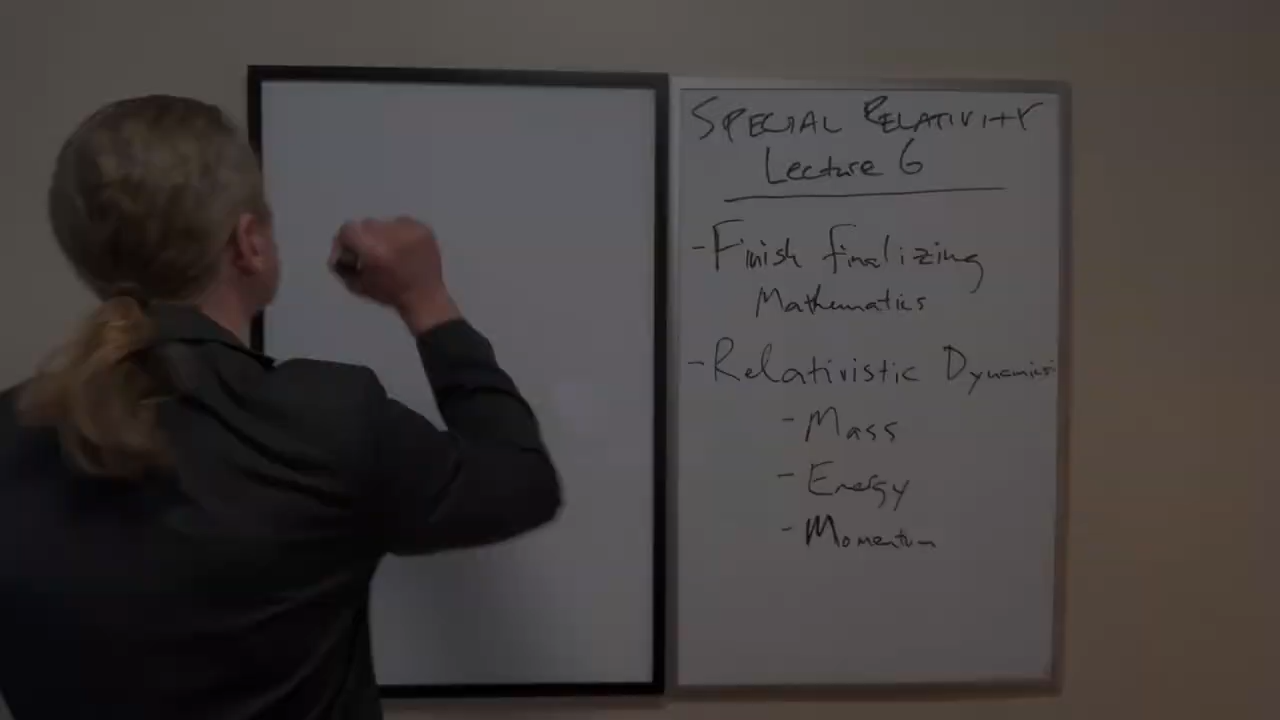 SPECIAL RELATIVITY
Lecture 6
- Finish finalizing
Mathematics
- Relativistic Dynamics
- Mass
- Energy
- Momentum